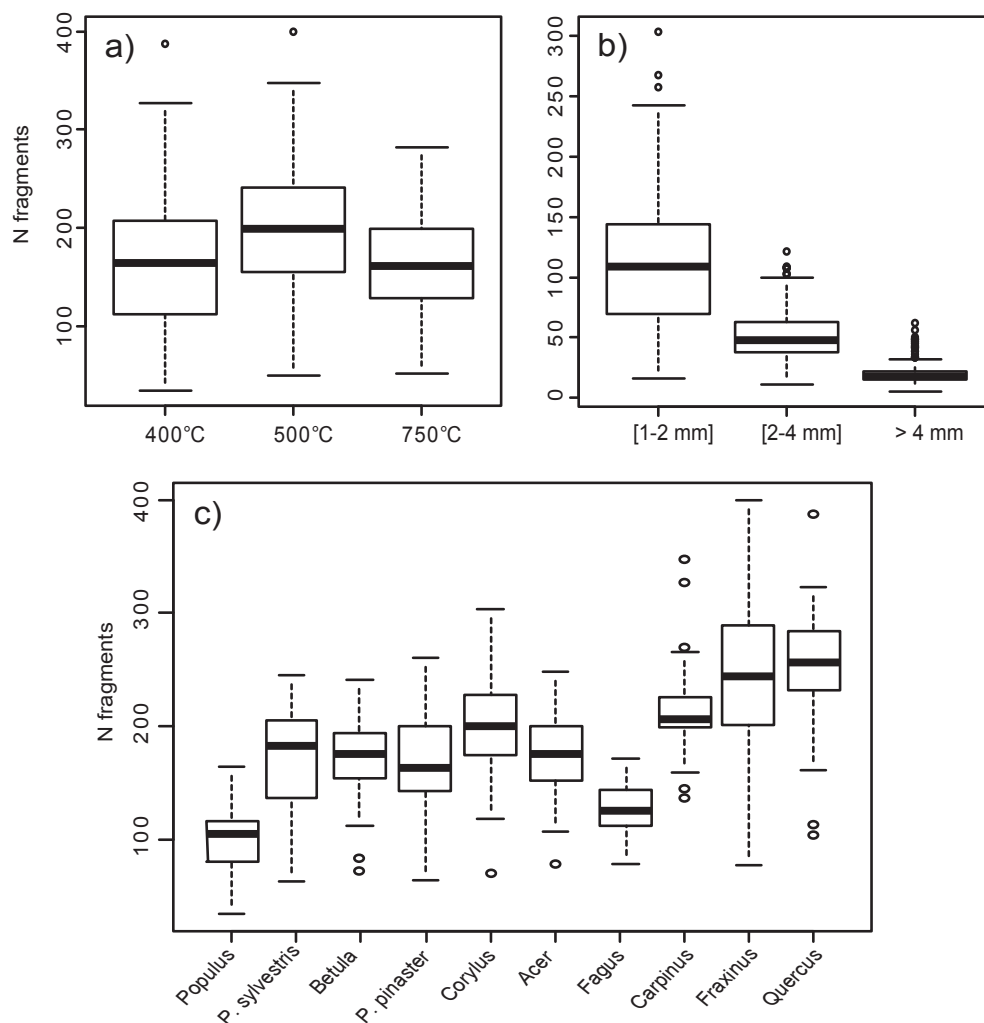 a)
N fragments
400
300
200
100
400°C 500°C 750°C
b)
300
250
200
150
100
50
0
[1-2 mm] [2-4 mm] > 4 mm
c)
N fragments
400
300
200
100
Populus
P. sylvestris
Betula
P. pinaster
Corylus
Acer
Fagus
Carpinus
Fraxinus
Quercus